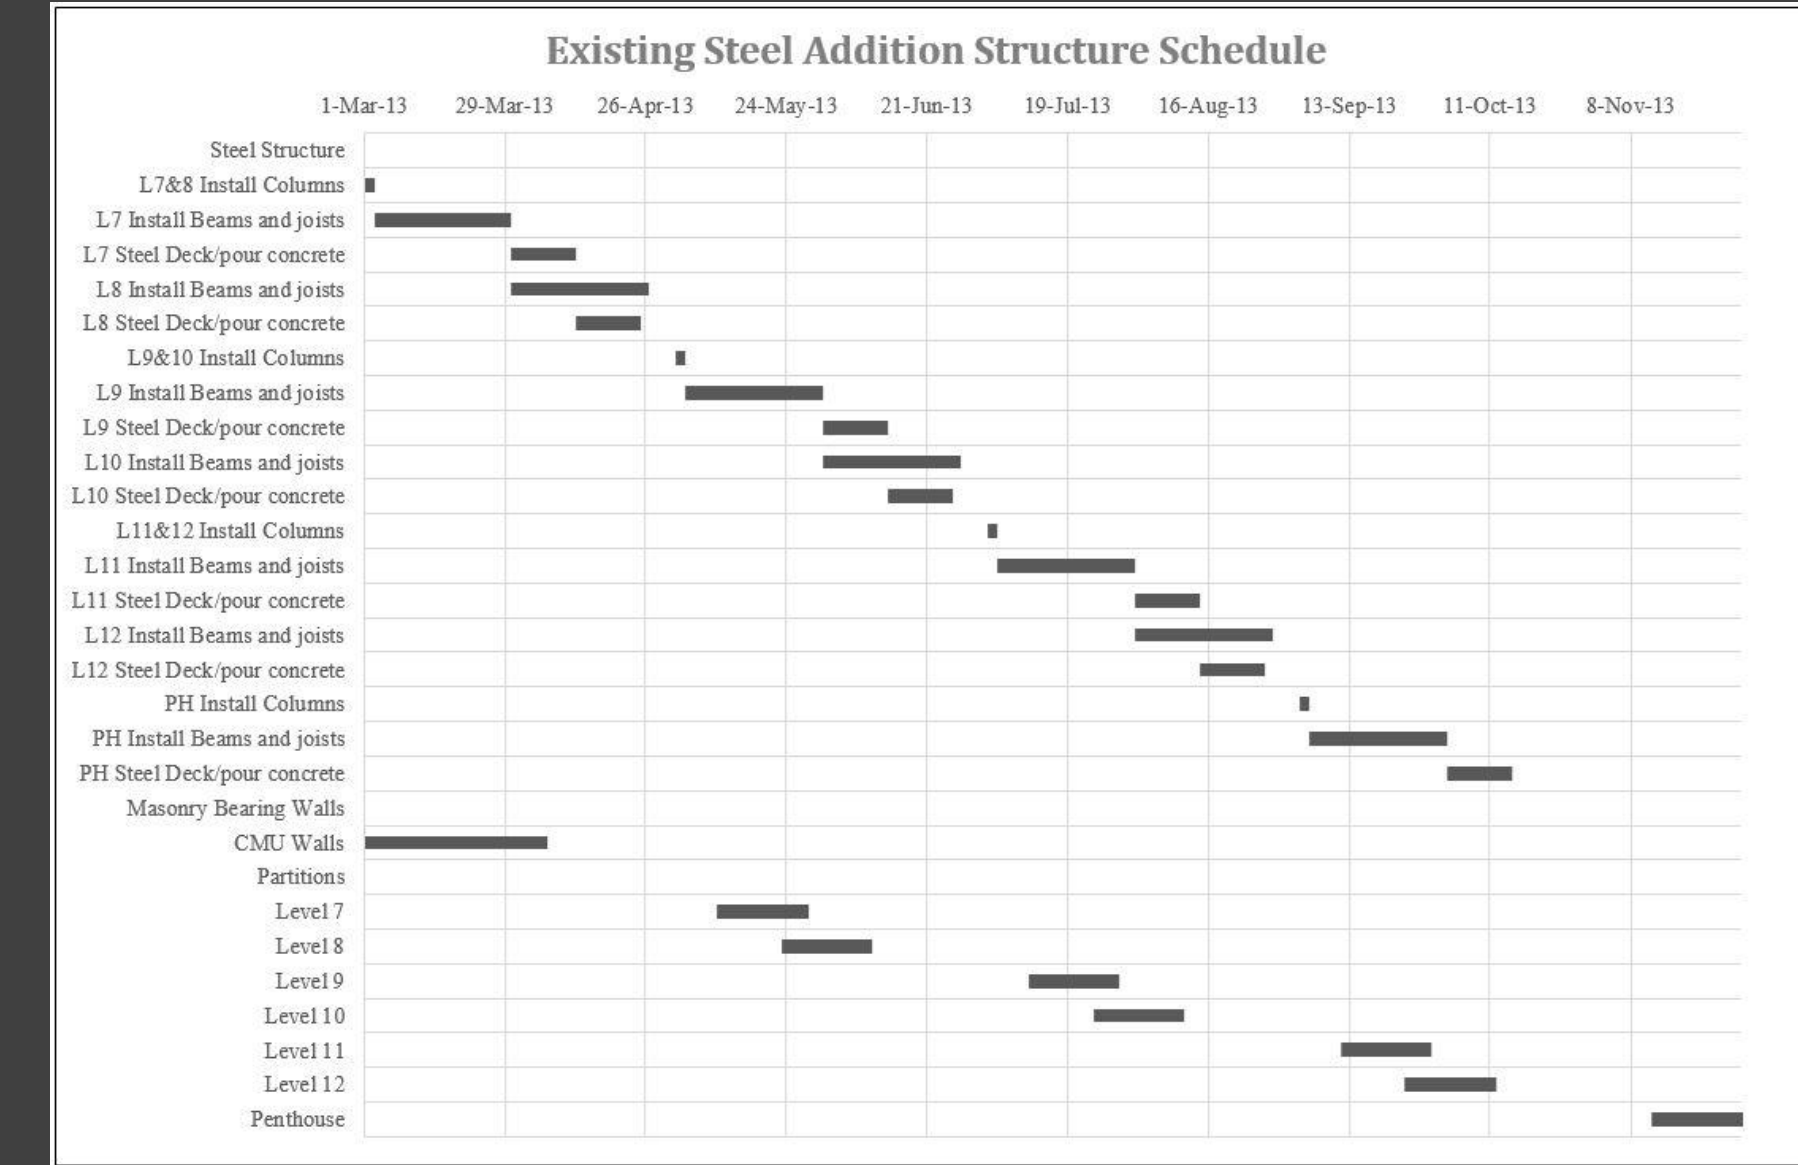 Existing Steel Addition Structure Schedule
1-Mar-13 29-Mar-13 26-Apr-13 24-May-13 21-Jun-13 19-Jul-13 16-Aug-13 13-Sep-13 11-Oct-13 8-Nov-13
Steel Structure
L7&8 Install Columns
L7 Install Beams and joists
L7 Steel Deck/pour concrete
L8 Install Beams and joists
L8 Steel Deck/pour concrete
L9&10 Install Columns
L9 Install Beams and joists
L9 Steel Deck/pour concrete
L10 Install Beams and joists
L10 Steel Deck/pour concrete
L11&12 Install Columns
L11 Install Beams and joists
L11 Steel Deck/pour concrete
L12 Install Beams and joists
L12 Steel Deck/pour concrete
PH Install Columns
PH Install Beams and joists
PH Steel Deck/pour concrete
Masonry Bearing Walls
CMU Walls
Partitions
Level 7
Level 8
Level 9
Level 10
Level 11
Level 12
Penthouse